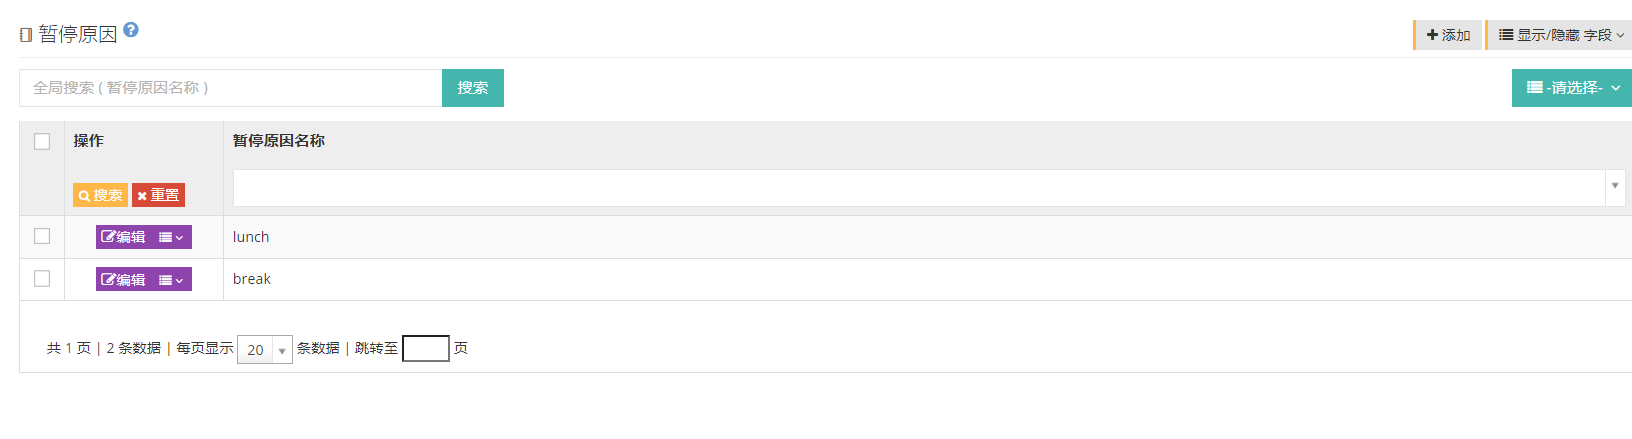 暂停原因 ?
添加 显示/隐藏 字段
全局搜索 ( 暂停原因名称 ) 搜索 -请选择-
操作 暂停原因名称
搜索 重置
编辑 lunch
编辑 break
共 1 页 | 2 条数据 | 每页显示 20 条数据 | 跳转至 页